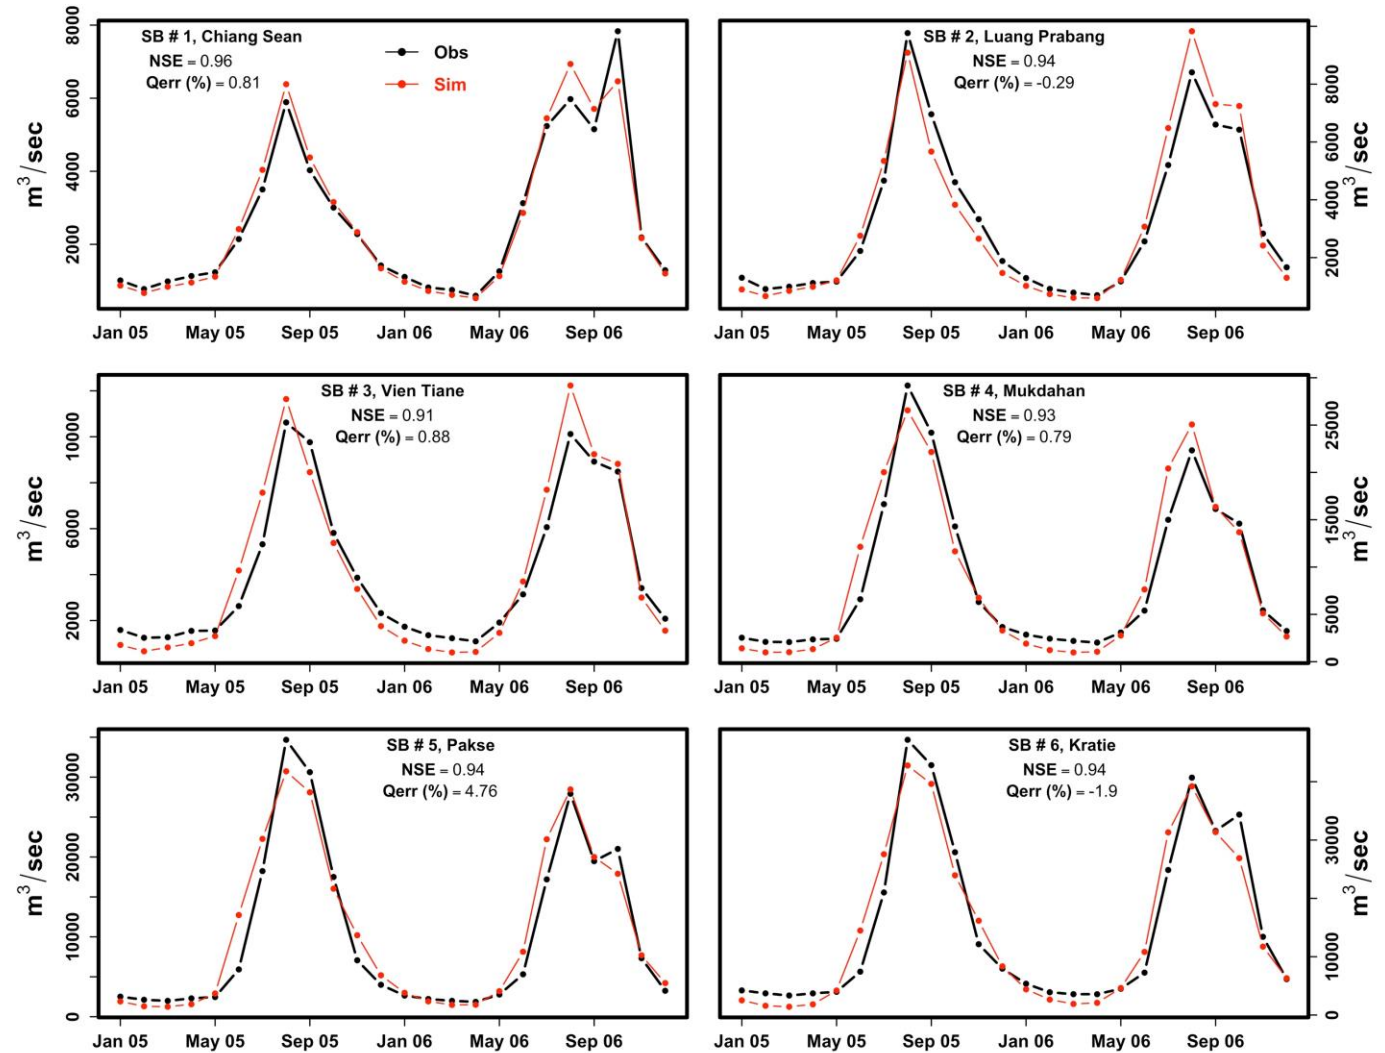 SB # 1, Chiang Sean
NSE = 0.96
Qerr (%) = 0.81
Obs
Sim
m³/sec
2000
4000
6000
8000
Jan 05
May 05
Sep 05
Jan 06
May 06
Sep 06
SB # 2, Luang Prabang
NSE = 0.94
Qerr (%) = -0.29
m³/sec
2000
40000
60000
80000
Jan 05
May 05
Sep 05
Jan 06
May 06
Sep 06
SB # 3, Vien Tiane
NSE = 0.91
Qerr (%) = 0.88
m³/sec
2000
6000
10000
Jan 05
May 05
Sep 05
Jan 06
May 06
Sep 06
SB # 4, Mukdahan
NSE = 0.93
Qerr (%) = 0.79
m³/sec
0
50000
15000
25000
Jan 05
May 05
Sep 05
Jan 06
May 06
Sep 06
SB # 5, Pakse
NSE = 0.94
Qerr (%) = 4.76
m³/sec
0
10000
20000
30000
Jan 05
May 05
Sep 05
Jan 06
May 06
Sep 06
SB # 6, Kratie
NSE = 0.94
Qerr (%) = -1.9
m³/sec
0
10000
30000
Jan 05
May 05
Sep 05
Jan 06
May 06
Sep 06